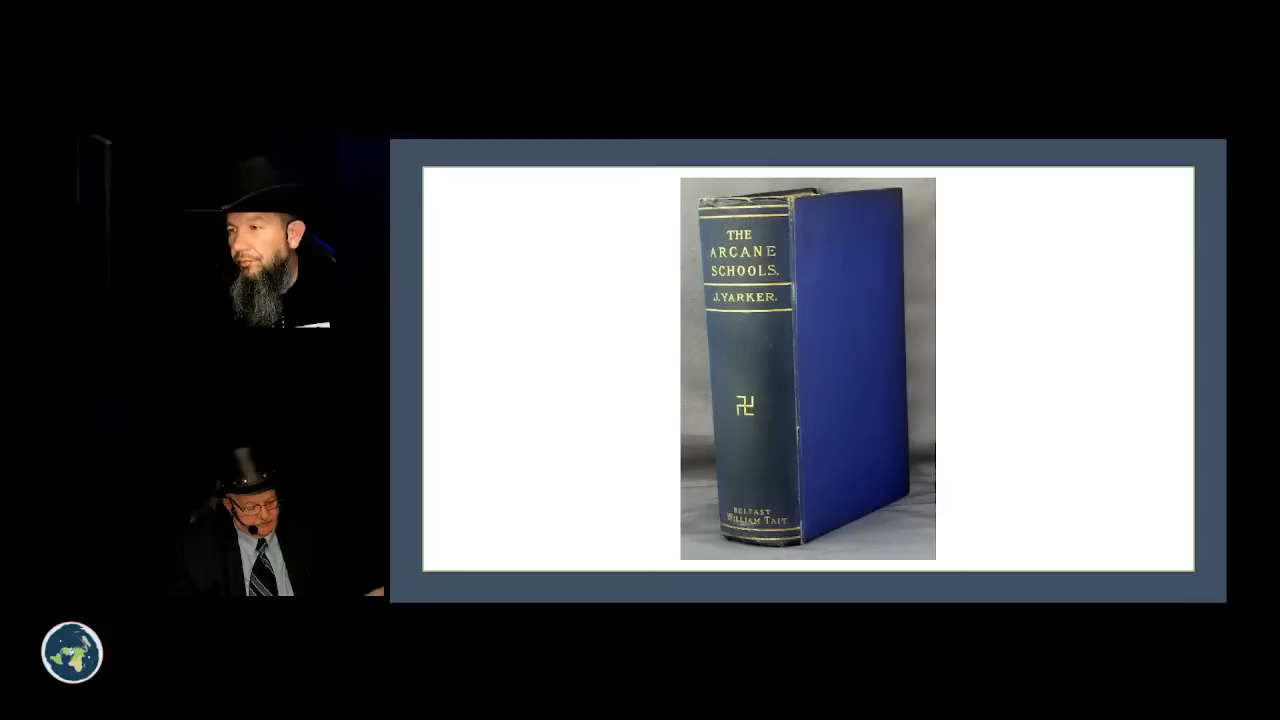 THE
ARCANE
SCHOOLS.
J. YARKER.
BELFAST
WILLIAM TAIT.